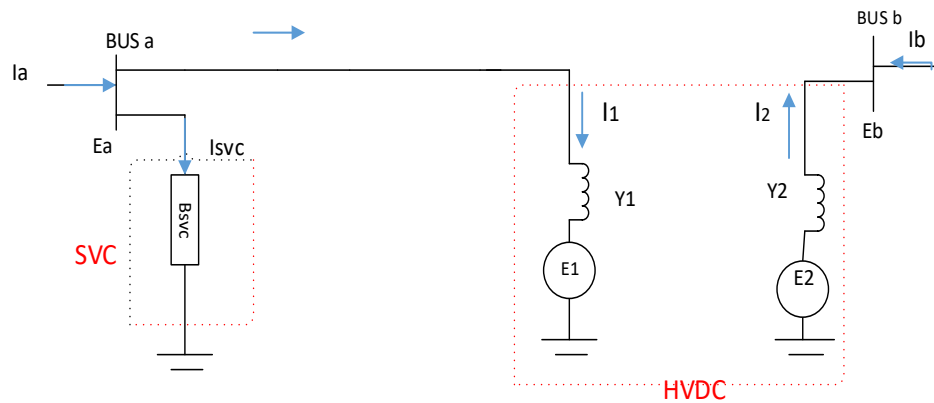 BUS a
BUS b
Ia
Ib
Ea
Isvc
I1
I2
Eb
Bsvc
Y1
Y2
SVC
E1
E2
HVDC